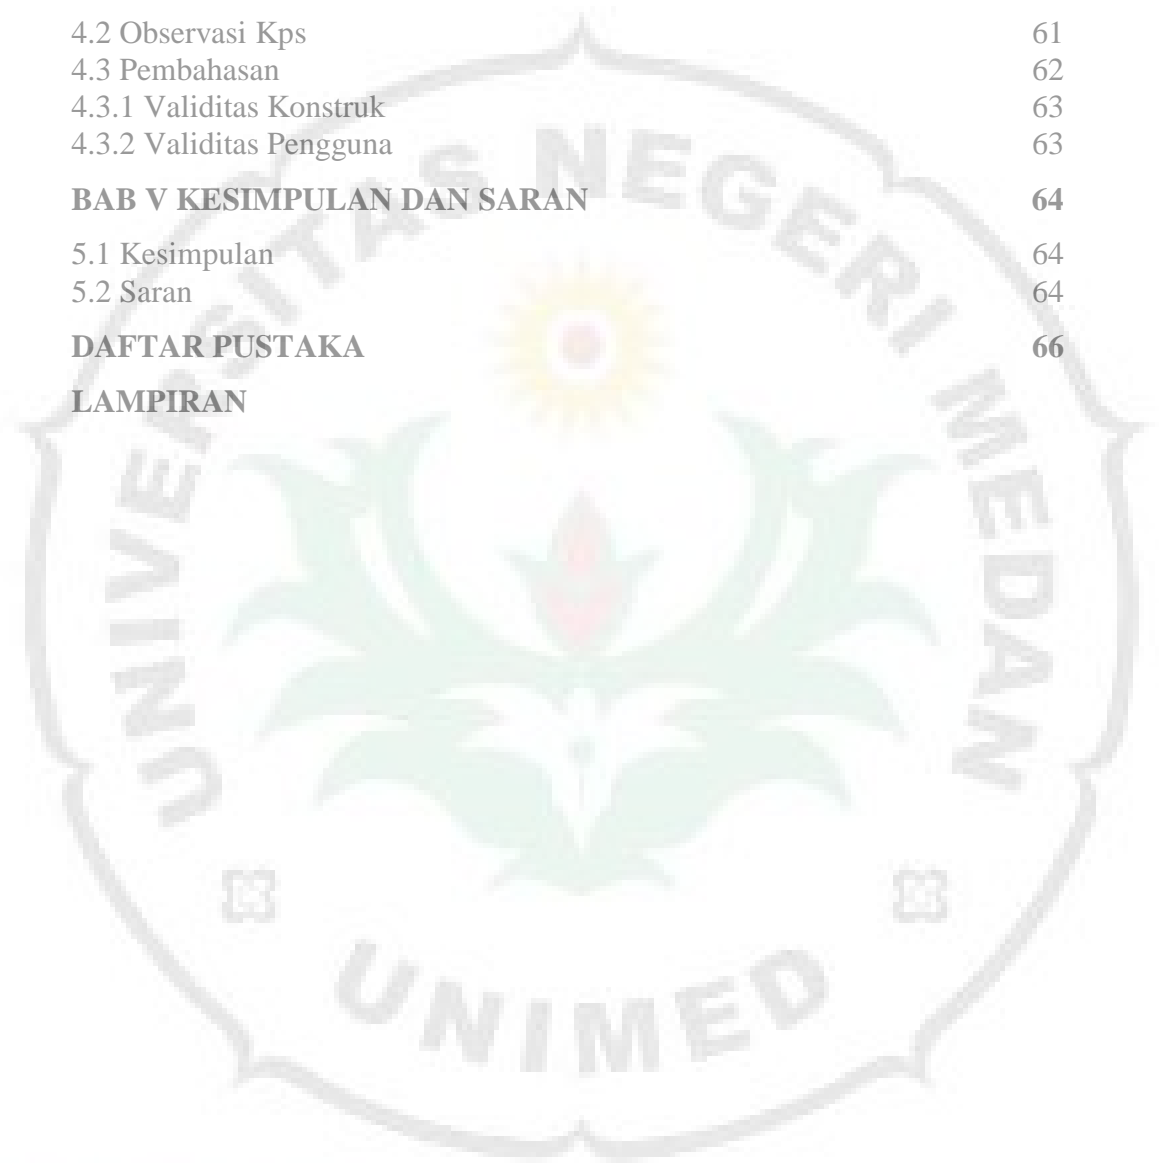 4.2 Observasi Kps 61
4.3 Pembahasan 62
4.3.1 Validitas Konstruk 63
4.3.2 Validitas Pengguna 63
BAB V KESIMPULAN DAN SARAN 64
5.1 Kesimpulan 64
5.2 Saran 64
DAFTAR PUSTAKA 66
LAMPIRAN
UNIVERSITAS NEGERI MEDAN
UNIMED